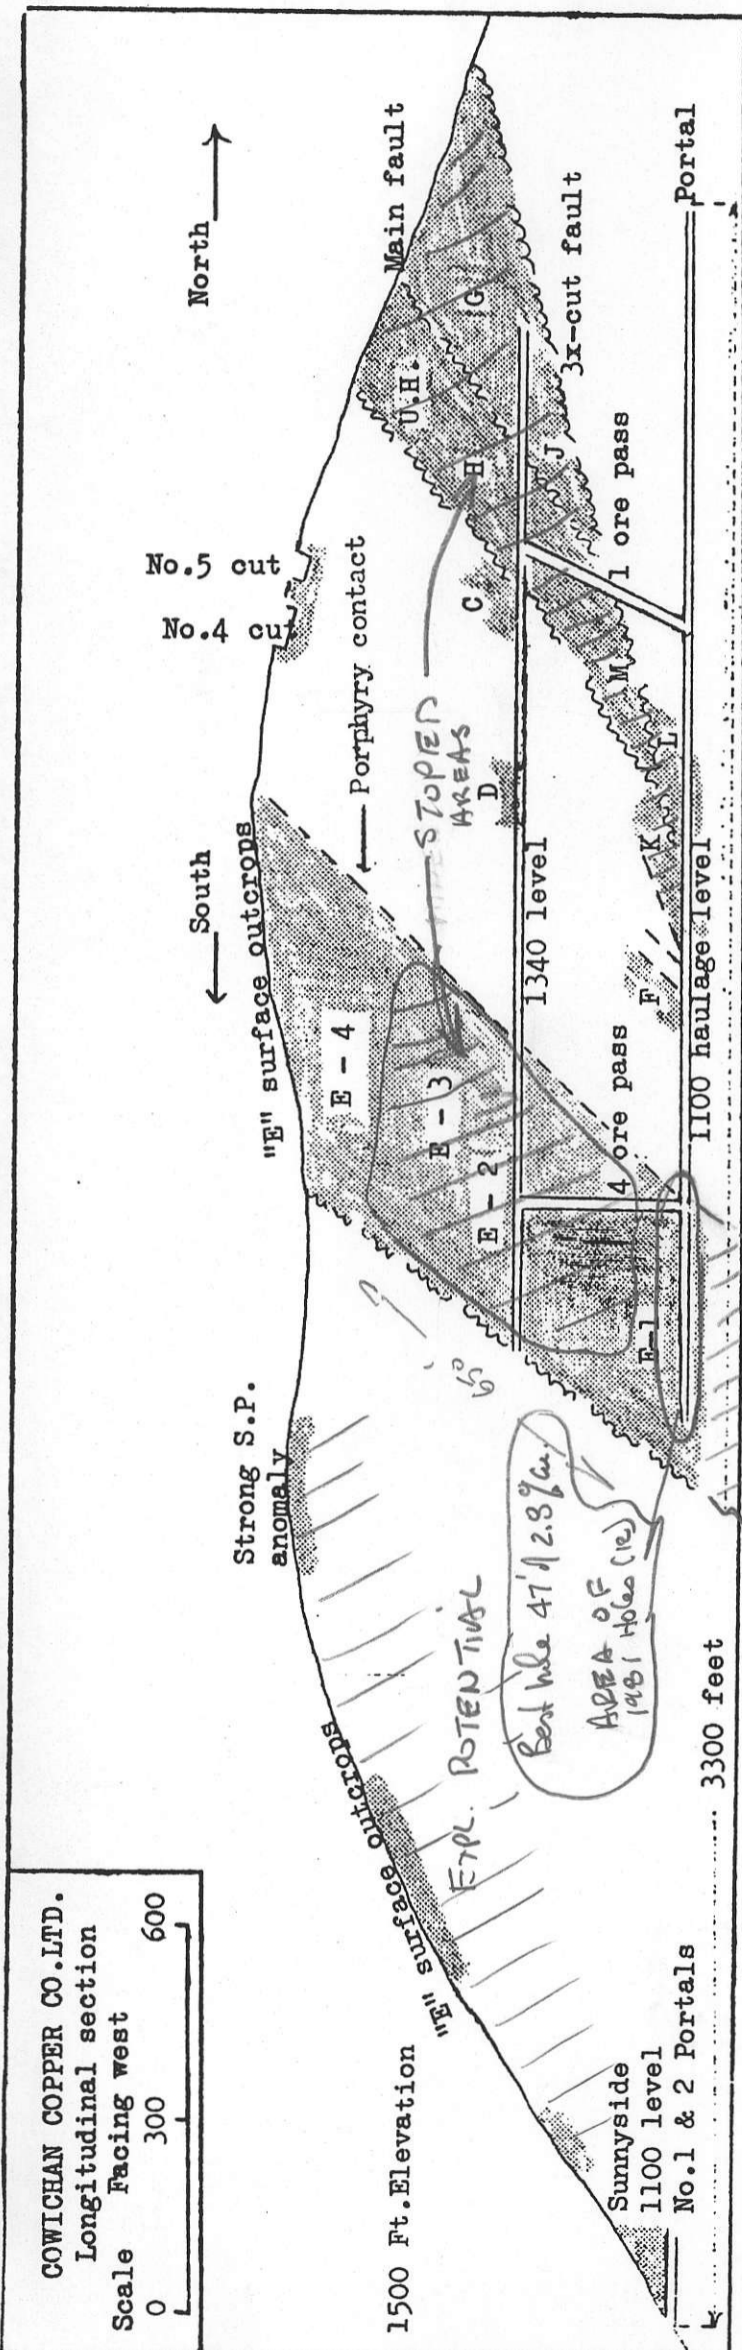 COWICHAN COPPER CO.LTD.
Longitudinal section
Scale Facing west
0 300 600
1500 Ft.Elevation
Sunnyside
1100 level
No.1 & 2 Portals
"E" surface outcrops
Strong S.P.
anomaly
EXPL. POTENTIAL
Best hole 47'
AREA OF
1981 Holes (12)
3300 feet
South
"E" surface outcrops
E - 4
E - 3
E - 2
E-1
4 ore pass
Porphyry contact
STOPED
AREAS
1340 level
1100 haulage level
No.4 cut
No.5 cut
D
C
F
K
L
M
1 ore pass
J
H
U.H.
G
North
Main fault
3x-cut fault
Portal